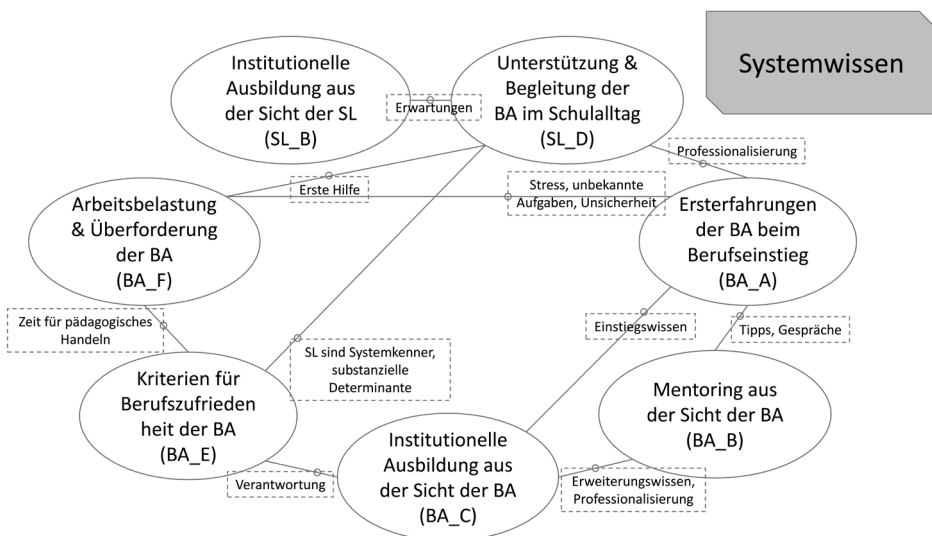 Institutionelle
Ausbildung aus
der Sicht der SL
(SL_B)
Erwartungen
Unterstützung &
Begleitung der
BA im Schulalltag
(SL_D)
Systemwissen
Professionalisierung
Erste Hilfe
Stress, unbekannte
Aufgaben, Unsicherheit
Arbeitsbelastung
& Überforderung
der BA
(BA_F)
Ersterfahrungen
der BA beim
Berufseinstieg
(BA_A)
Zeit für pädagogisches
Handeln
Einstiegswissen
Tipps, Gespräche
SL sind Systemkenner,
substanzielle
Determinante
Kriterien für
Berufszufrieden
heit der BA
(BA_E)
Mentoring aus
der Sicht der BA
(BA_B)
Institutionelle
Ausbildung aus
der Sicht der BA
(BA_C)
Verantwortung
Erweiterungswissen,
Professionalisierung